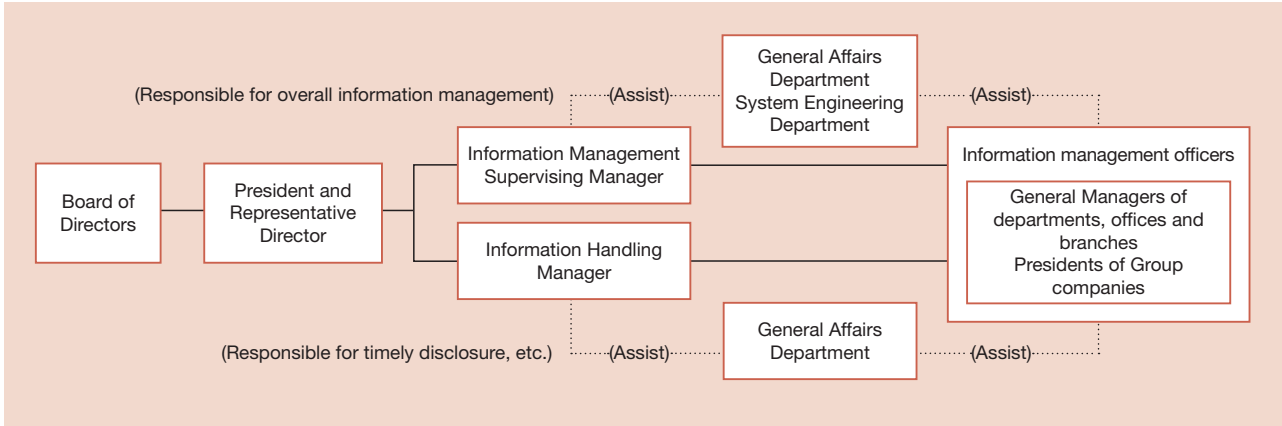 General Affairs
Department
System Engineering
Department
(Responsible for overall information management)
(Assist)
(Assist)
Board of
Directors
President and
Representative
Director
Information Management
Supervising Manager
Information Handling
Manager
Information management officers
General Managers of
departments, offices and
branches
Presidents of Group
companies
(Responsible for timely disclosure, etc.)
(Assist)
General Affairs
Department
(Assist)